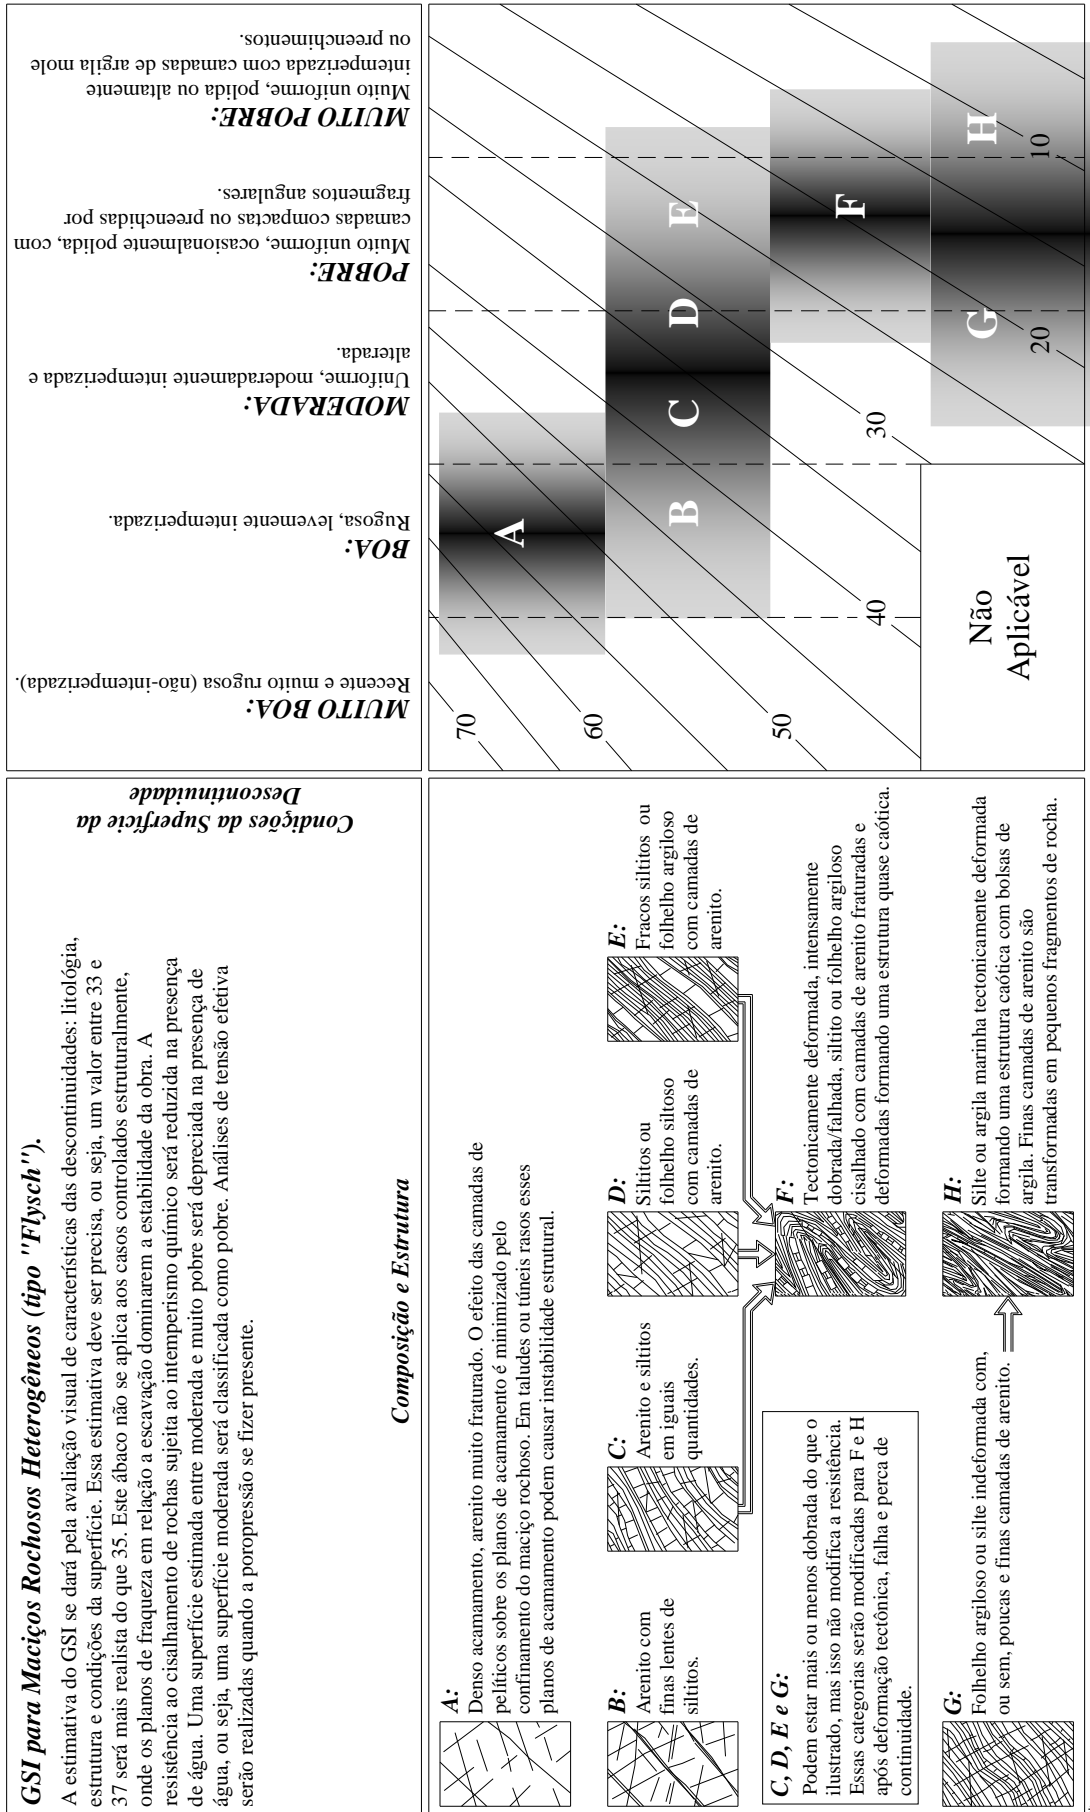 GSI para Maciços Rochosos Heterogêneos (tipo "Flysch").
A estimativa do GSI se dará pela avaliação visual de características das descontinuidades: litológia,
estrutura e condições da superfície. Essa estimativa deve ser precisa, ou seja, um valor entre 33 e
37 será mais realista do que 35. Este ábaco não se aplica aos casos controlados estruturalmente,
onde os planos de fraqueza em relação a escavação dominarem a estabilidade da obra. A
resistência ao cisalhamento de rochas sujeita ao intemperismo químico será reduzida na presença
de água. Uma superfície estimada entre moderada e muito pobre será depreciada na presença de
água, ou seja, uma superfície moderada será classificada como pobre. Análises de tensão efetiva
serão realizadas quando a poropressão se fizer presente.
Composição e Estrutura
Condições da Superfície da
Descontinuidade
MUITO BOA:
Recente e muito rugosa (não-intemperizada).
BOA:
Rugosa, levemente intemperizada.
MODERADA:
Uniforme, moderadamente intemperizada e
alterada.
POBRE:
Muito uniforme, ocasionalmente polida, com
camadas compactas ou preenchidas por
fragmentos angulares.
MUITO POBRE:
Muito uniforme, polida ou altamente
intemperizada com camadas de argila mole
ou preenchimentos.
A:
Denso acamamento, arenito muito fraturado. O efeito das camadas de
pelíticos sobre os planos de acamamento é minimizado pelo
confinamento do maciço rochoso. Em taludes ou túneis rasos esses
planos de acamamento podem causar instabilidade estrutural.
B:
Arenito com
finas lentes de
siltitos.
C:
Arenito e siltitos
em iguais
quantidades.
D:
Siltitos ou
folhelho siltoso
com camadas de
arenito.
E:
Fracos siltitos ou
folhelho argiloso
com camadas de
arenito.
C, D, E e G:
Podem estar mais ou menos dobrada do que o
ilustrado, mas isso não modifica a resistência.
Essas categorias serão modificadas para F e H
após deformação tectônica, falha e perca de
continuidade.
F:
Tectonicamente deformada, intensamente
dobrada/falhada, siltito ou folhelho argiloso
cisalhado com camadas de arenito fraturadas e
deformadas formando uma estrutura quase caótica.
G:
Folhelho argiloso ou silte indeformada com,
ou sem, poucas e finas camadas de arenito.
H:
Silte ou argila marinha tectonicamente deformada
formando uma estrutura caótica com bolsas de
argila. Finas camadas de arenito são
transformadas em pequenos fragmentos de rocha.
70
60
50
40
30
20
10
A
B
C
D
E
F
G
H
Não
Aplicável